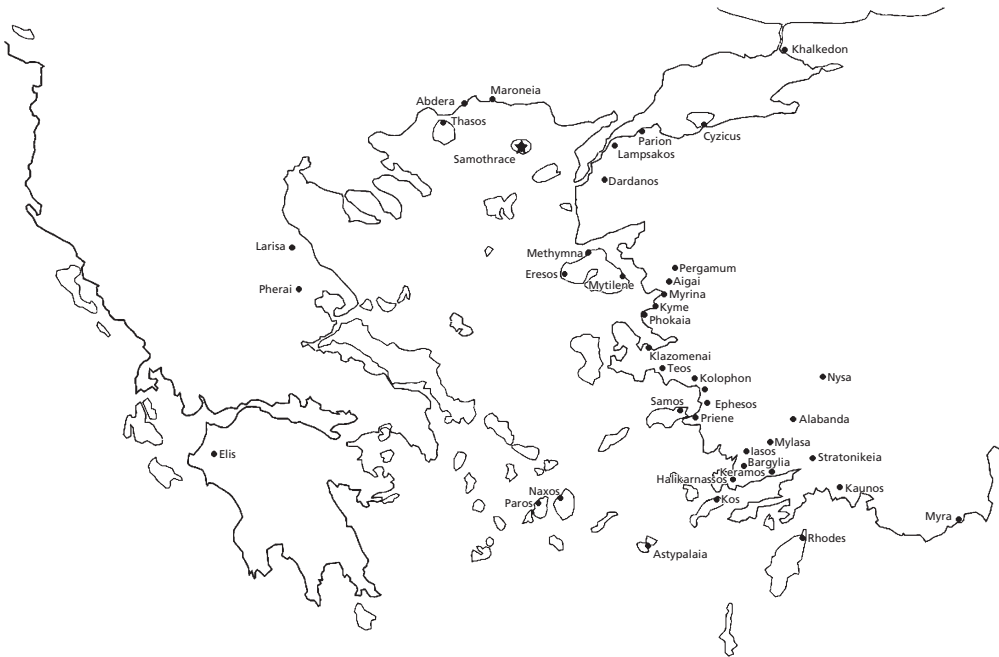 Khalkedon
Maroneia
Abdera
Thasos
Cyzicus
Parion
Lampsakos
Samothrace
Dardanos
Larisa
Methymna
Pergamum
Eresos
Aigai
Mytilene
Pherai
Myrina
Kyme
Phokaia
Klazomenai
Teos
Kolophon
Nysa
Samos
Ephesos
Priene
Alabanda
Mylasa
Iasos
Elis
Stratonikeia
Bargylia
Keramos
Halikarnassos
Kaunos
Naxos
Kos
Paros
Myra
Rhodes
Astypalaia